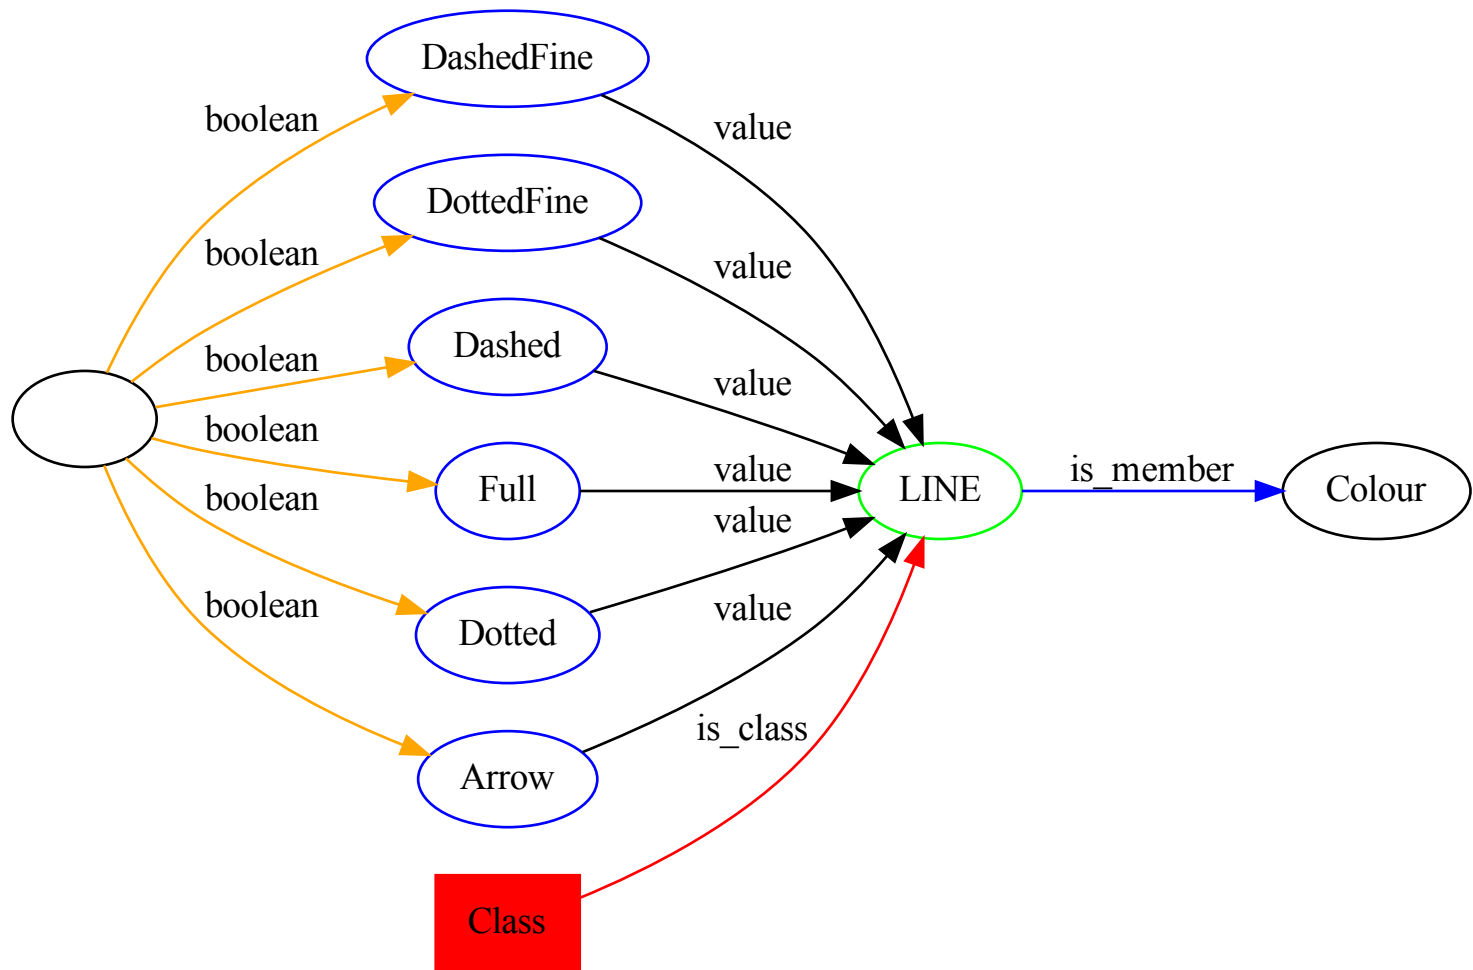 DashedFine
boolean
value
DottedFine
boolean
value
Dashed
boolean
value
boolean
Full
value
LINE
is_member
Colour
boolean
value
Dotted
boolean
value
is_class
Arrow
Class